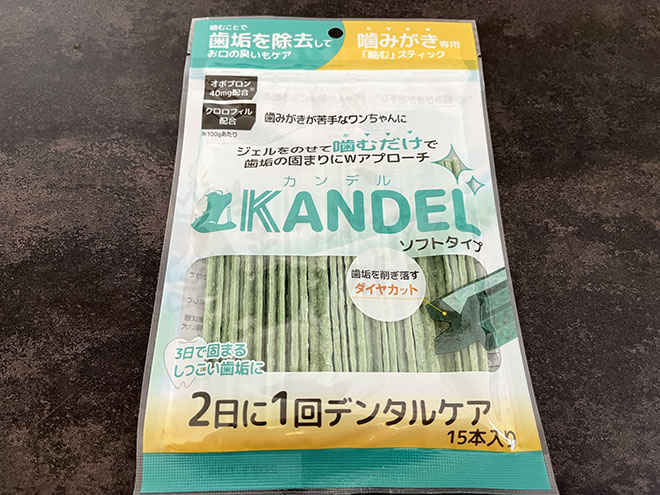 噛むことで
歯垢を除去して
お口の臭いもケア
噛みがき専用
「噛む」スティック
オボプロン
40mg配合※
クロロフィル
配合
※100gあたり
歯みがきが苦手なワンちゃんに
ジェルをのせて噛むだけで
歯垢の固まりにWアプローチ
カンデル
KANDEL
ソフトタイプ
歯垢を削ぎ落す
ダイヤカット
3日で固まる
しつこい歯垢に
2日に1回デンタルケア
15本入り